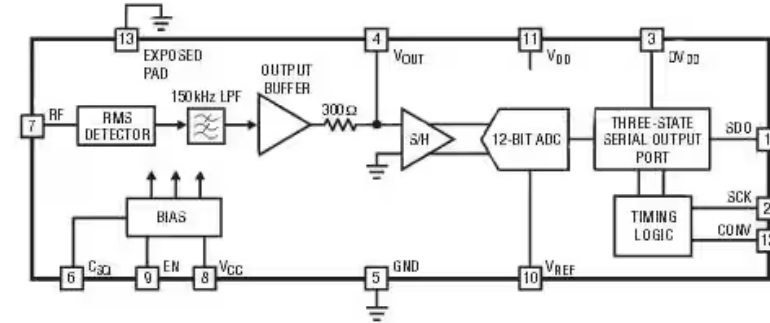 13
4
11
3
EXPOSED
PAD
VOUT
VDD
OVDD
OUTPUT
BUFFER
150kHz LPF
300Ω
7
RF
RMS
DETECTOR
S/H
12-BIT ADC
THREE-STATE
SERIAL OUTPUT
PORT
SDO
1
BIAS
TIMING
LOGIC
SCK
2
CONV
12
6
CSQ
9
EN
8
VCC
5
GND
10
VREF